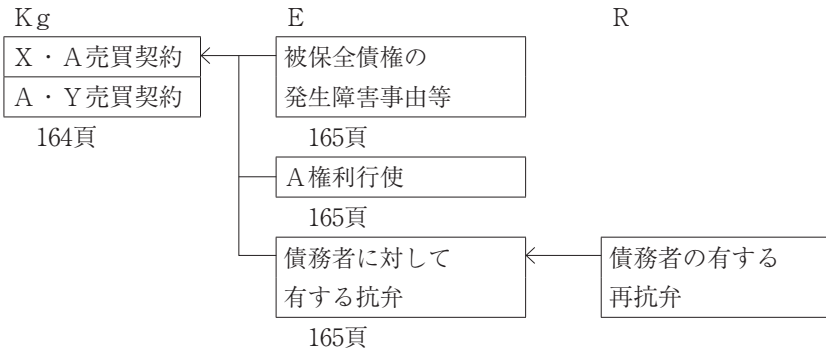 Ｋｇ
Ｅ
Ｒ
Ｘ・Ａ売買契約
Ａ・Ｙ売買契約
164頁
被保全債権の
発生障害事由等
165頁
Ａ権利行使
165頁
債務者に対して
有する抗弁
165頁
債務者の有する
再抗弁